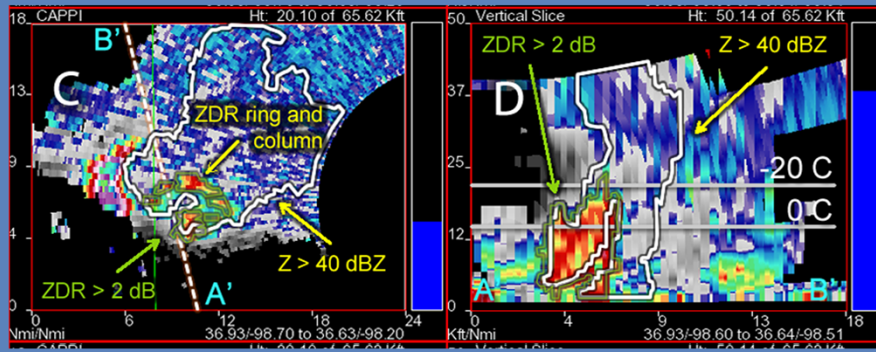 CAPPI Ht: 20.10 of 65.62 Kft
Vertical Slice Ht: 50.14 of 65.62 Kft
18
B'
C
ZDR ring and
column
13
9
4
0
ZDR > 2 dB
A'
Z > 40 dBZ
0 6 12 18 24
Nmi/Nmi 36.93/-98.70 to 36.63/-98.20
50
ZDR > 2 dB
Z > 40 dBZ
37
D
25
-20 C
0 C
12
A
B'
0
4 9 13 18
Kft/Nmi 36.93/-98.60 to 36.64/-98.51